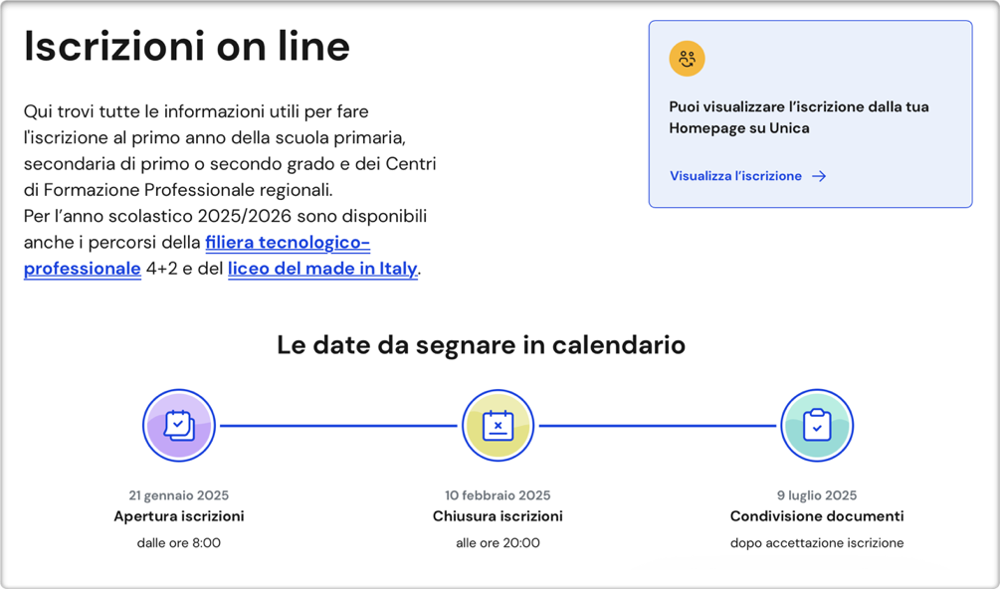 Iscrizioni on line
Qui trovi tutte le informazioni utili per fare
l'iscrizione al primo anno della scuola primaria,
secondaria di primo o secondo grado e dei Centri
di Formazione Professionale regionali.
Per l’anno scolastico 2025/2026 sono disponibili
anche i percorsi della filiera tecnologico-
professionale 4+2 e del liceo del made in Italy.
Puoi visualizzare l’iscrizione dalla tua
Homepage su Unica
Visualizza l’iscrizione
Le date da segnare in calendario
21 gennaio 2025
Apertura iscrizioni
dalle ore 8:00
10 febbraio 2025
Chiusura iscrizioni
alle ore 20:00
9 luglio 2025
Condivisione documenti
dopo accettazione iscrizione